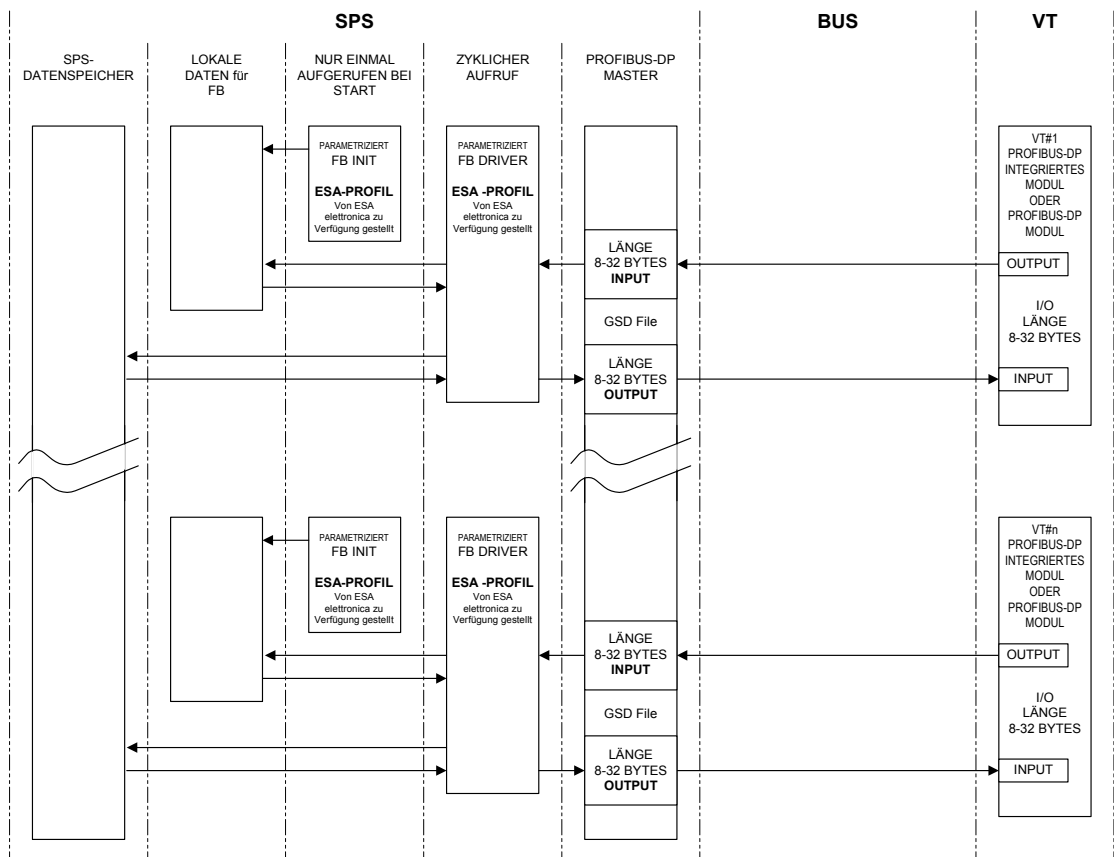 SPS
BUS
VT
SPS-
DATENSPEICHER
LOKALE
DATEN für
FB
NUR EINMAL
AUFGERUFEN BEI
START
ZYKLICHER
AUFRUF
PROFIBUS-DP
MASTER
PARAMETRIZIERT
FB INIT
ESA-PROFIL
Von ESA
elettronica zu
Verfügung gestellt
PARAMETRIZIERT
FB DRIVER
ESA -PROFIL
Von ESA
elettronica zu
Verfügung gestellt
LÄNGE
8-32 BYTES
INPUT
GSD File
LÄNGE
8-32 BYTES
OUTPUT
VT#1
PROFIBUS-DP
INTEGRIERTES
MODUL
ODER
PROFIBUS-DP
MODUL
OUTPUT
I/O
LÄNGE
8-32 BYTES
INPUT
PARAMETRIZIERT
FB INIT
ESA-PROFIL
Von ESA
elettronica zu
Verfügung gestellt
PARAMETRIZIERT
FB DRIVER
ESA -PROFIL
Von ESA
elettronica zu
Verfügung gestellt
LÄNGE
8-32 BYTES
INPUT
GSD File
LÄNGE
8-32 BYTES
OUTPUT
VT#n
PROFIBUS-DP
INTEGRIERTES
MODUL
ODER
PROFIBUS-DP
MODUL
OUTPUT
I/O
LÄNGE
8-32 BYTES
INPUT